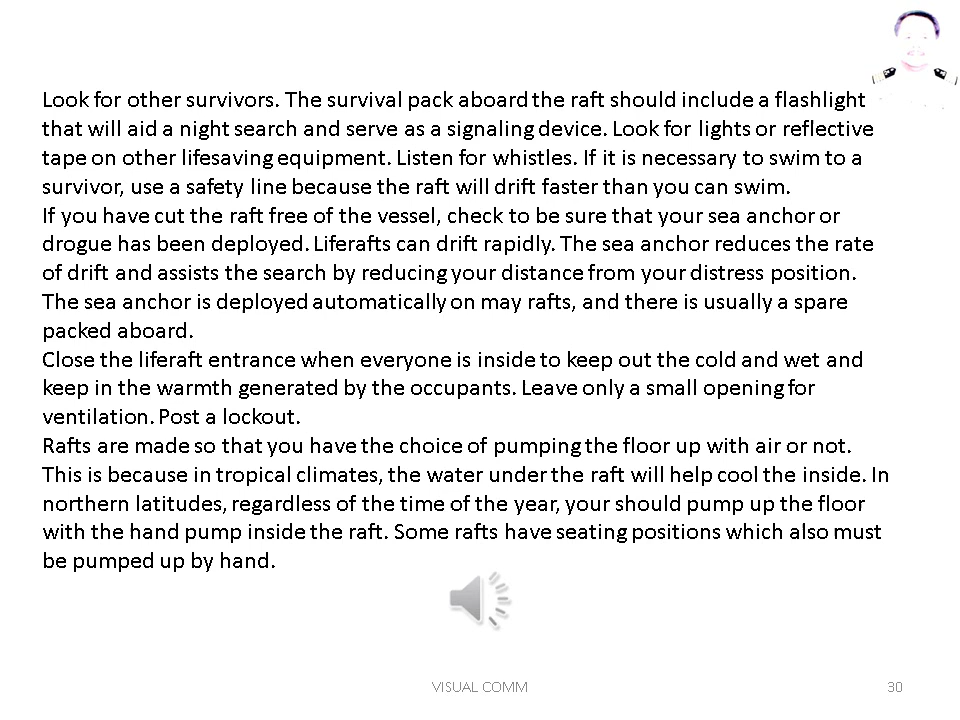 Look for other survivors. The survival pack aboard the raft should include a flashlight
that will aid a night search and serve as a signaling device. Look for lights or reflective
tape on other lifesaving equipment. Listen for whistles. If it is necessary to swim to a
survivor, use a safety line because the raft will drift faster than you can swim.
If you have cut the raft free of the vessel, check to be sure that your sea anchor or
drogue has been deployed. Liferafts can drift rapidly. The sea anchor reduces the rate
of drift and assists the search by reducing your distance from your distress position.
The sea anchor is deployed automatically on may rafts, and there is usually a spare
packed aboard.
Close the liferaft entrance when everyone is inside to keep out the cold and wet and
keep in the warmth generated by the occupants. Leave only a small opening for
ventilation. Post a lockout.
Rafts are made so that you have the choice of pumping the floor up with air or not.
This is because in tropical climates, the water under the raft will help cool the inside. In
northern latitudes, regardless of the time of the year, your should pump up the floor
with the hand pump inside the raft. Some rafts have seating positions which also must
be pumped up by hand.
VISUAL COMM
30